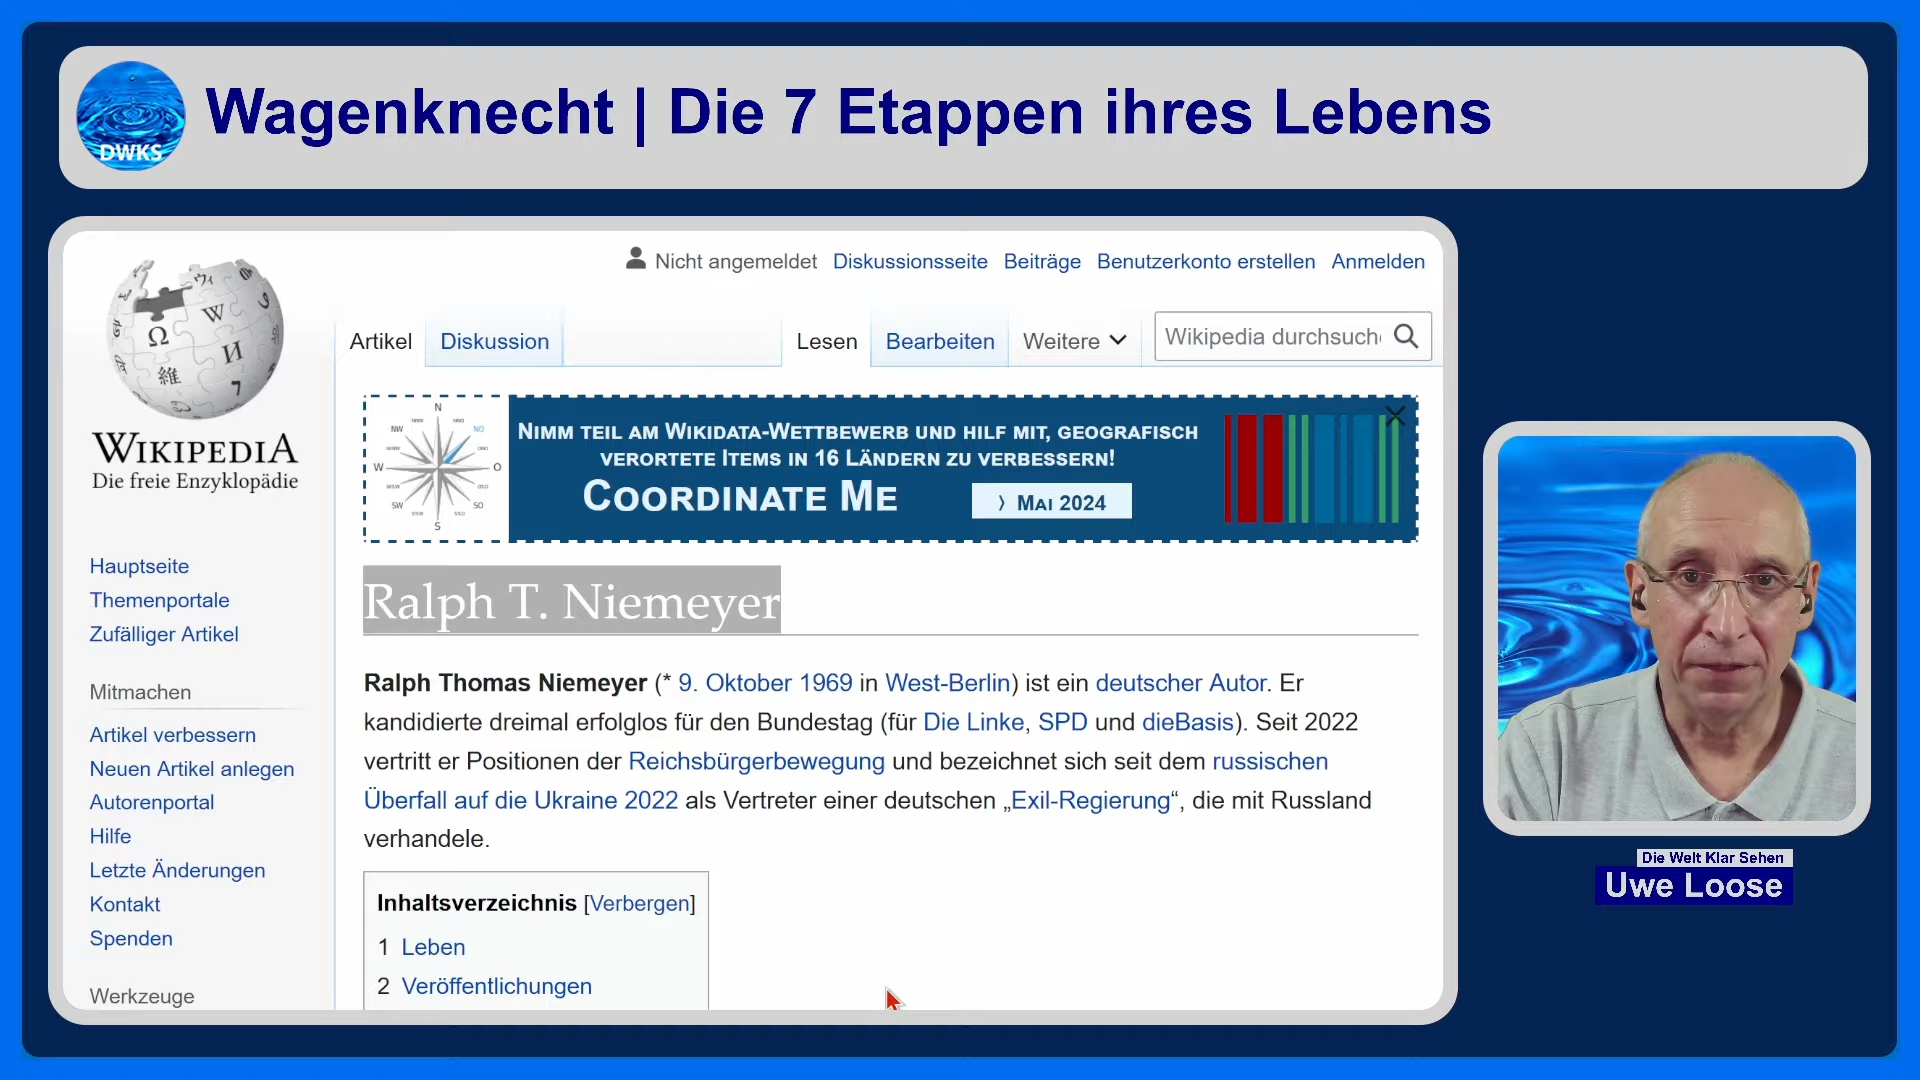 Wagenknecht | Die 7 Etappen ihres Lebens
DWKS
Nicht angemeldet Diskussionsseite Beiträge Benutzerkonto erstellen Anmelden
Artikel Diskussion Lesen Bearbeiten Weitere Wikipedia durchsuch
WIKIPEDIA
Die freie Enzyklopädie
Hauptseite
Themenportale
Zufälliger Artikel
Mitmachen
Artikel verbessern
Neuen Artikel anlegen
Autorenportal
Hilfe
Letzte Änderungen
Kontakt
Spenden
Werkzeuge
N
NW NO
W O
SW SO
S
Nimm teil am Wikidata-Wettbewerb und hilf mit, geografisch
verortete Items in 16 Ländern zu verbessern!
Coordinate Me
⟩ Mai 2024
Ralph T. Niemeyer
Ralph Thomas Niemeyer (* 9. Oktober 1969 in West-Berlin) ist ein deutscher Autor. Er
kandidierte dreimal erfolglos für den Bundestag (für Die Linke, SPD und dieBasis). Seit 2022
vertritt er Positionen der Reichsbürgerbewegung und bezeichnet sich seit dem russischen
Überfall auf die Ukraine 2022 als Vertreter einer deutschen „Exil-Regierung“, die mit Russland
verhandele.
Inhaltsverzeichnis [Verbergen]
1 Leben
2 Veröffentlichungen
Die Welt Klar Sehen
Uwe Loose